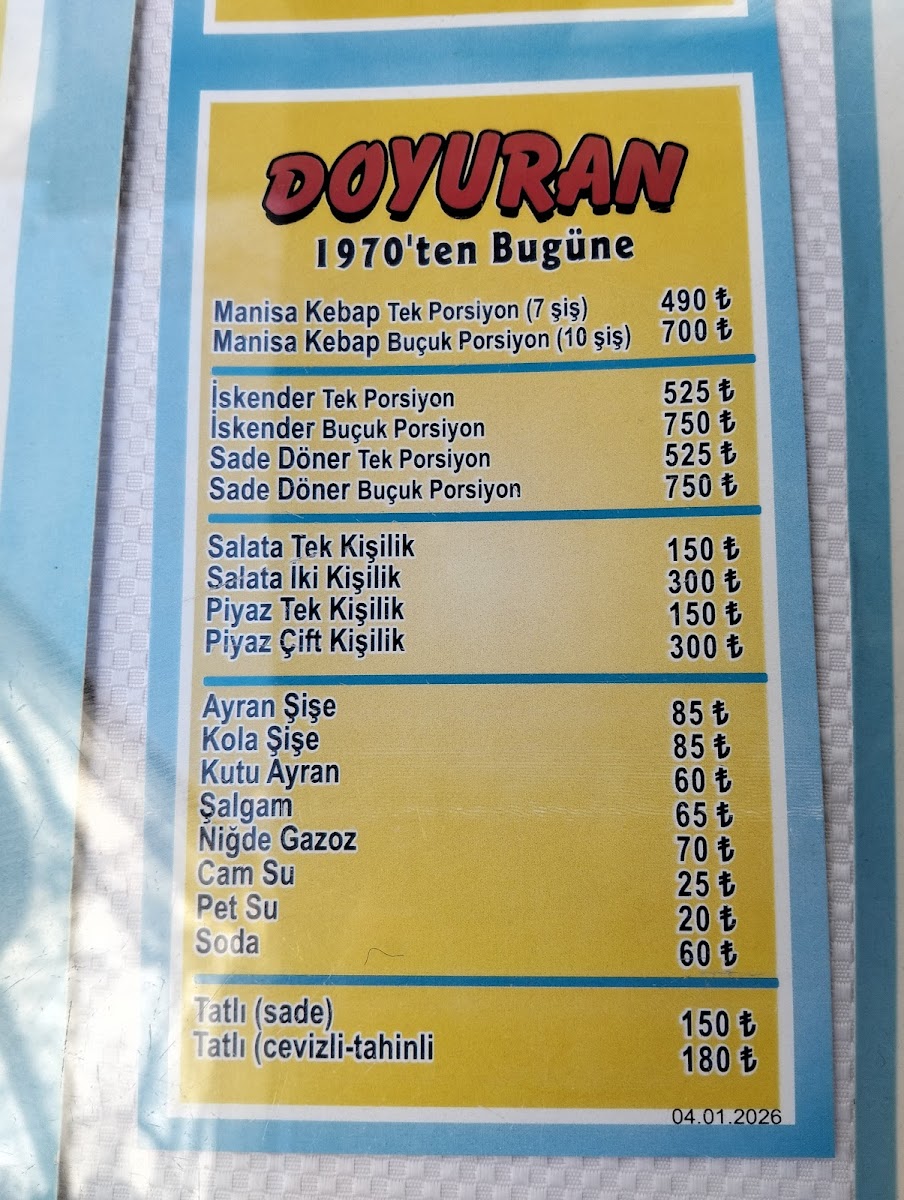 DOYURAN
1970'ten Bugüne
Manisa Kebap Tek Porsiyon (7 şiş) 490 ₺
Manisa Kebap Buçuk Porsiyon (10 şiş) 700 ₺
İskender Tek Porsiyon 525 ₺
İskender Buçuk Porsiyon 750 ₺
Sade Döner Tek Porsiyon 525 ₺
Sade Döner Buçuk Porsiyon 750 ₺
Salata Tek Kişilik 150 ₺
Salata İki Kişilik 300 ₺
Piyaz Tek Kişilik 150 ₺
Piyaz Çift Kişilik 300 ₺
Ayran Şişe 85 ₺
Kola Şişe 85 ₺
Kutu Ayran 60 ₺
Şalgam 65 ₺
Niğde Gazoz 70 ₺
Cam Su 25 ₺
Pet Su 20 ₺
Soda 60 ₺
Tatlı (sade) 150 ₺
Tatlı (cevizli-tahinli 180 ₺
04.01.2026